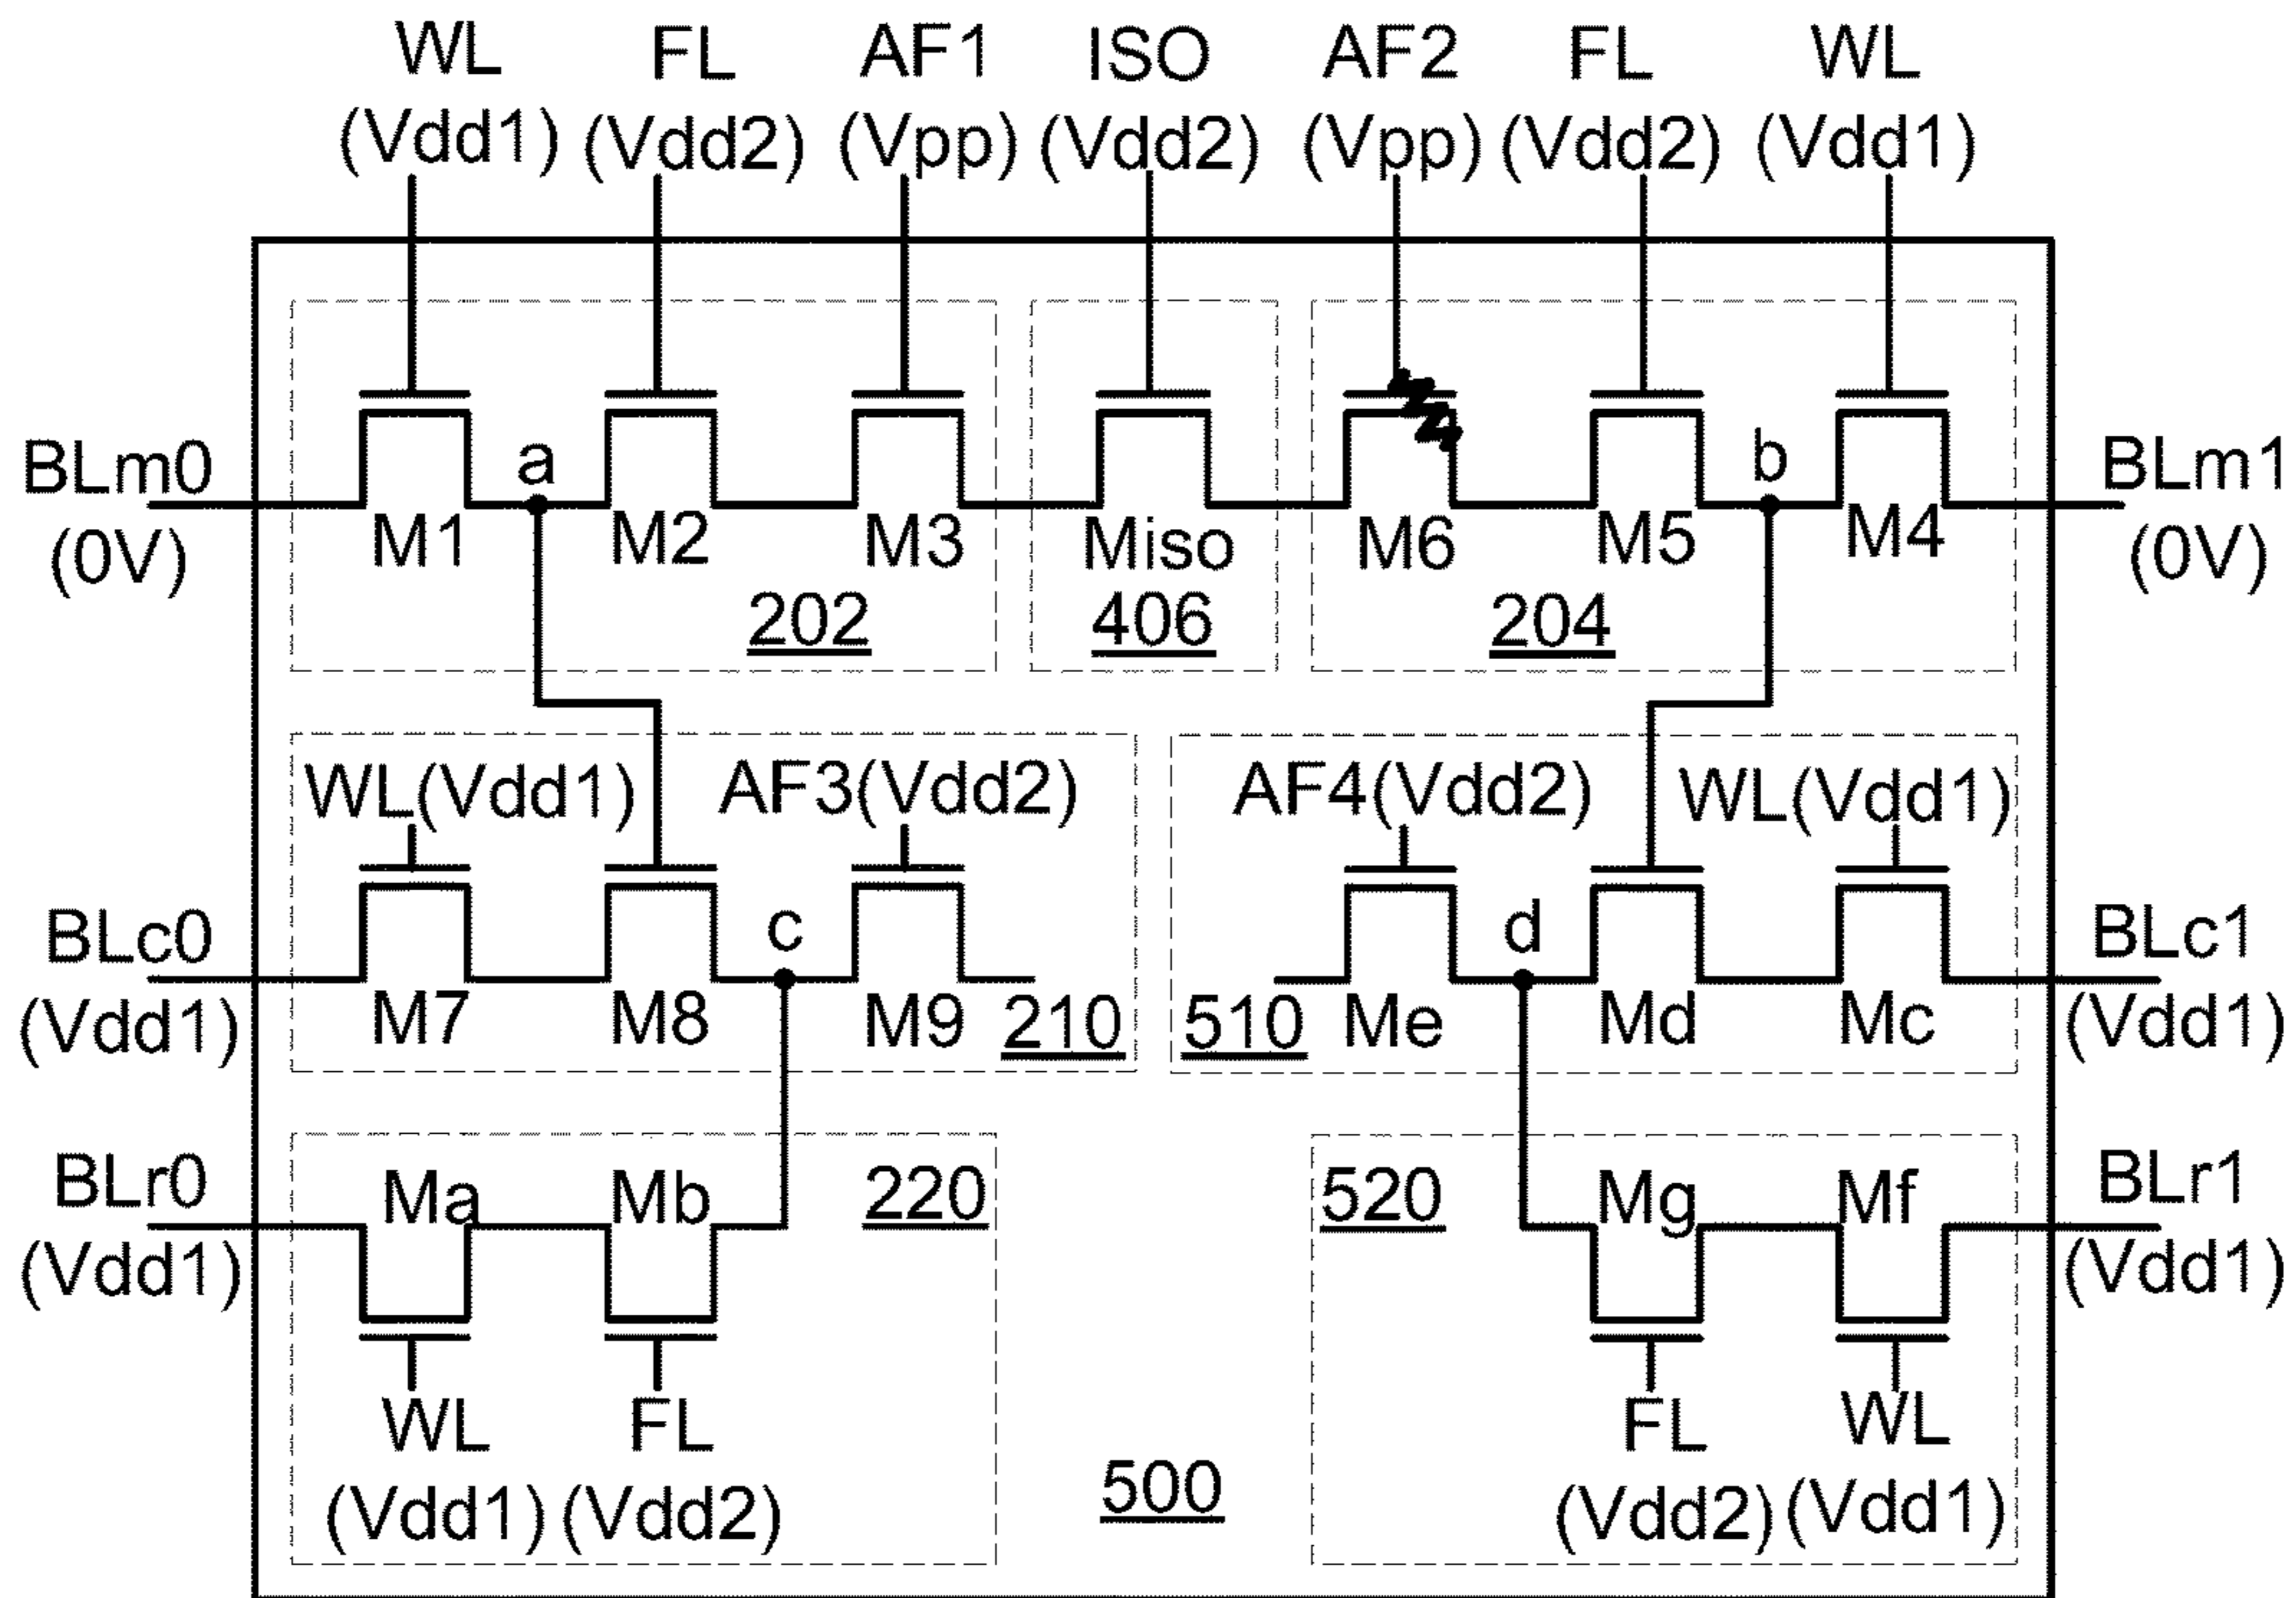 WL FL AF1 ISO AF2 FL WL
(Vdd1) (Vdd2) (Vpp) (Vdd2) (Vpp) (Vdd2) (Vdd1)
BLm0 a b BLm1
(0V) M1 M2 M3 Miso M6 M5 M4 (0V)
202 406 204
WL(Vdd1) AF3(Vdd2) AF4(Vdd2) WL(Vdd1)
BLc0 c d BLc1
(Vdd1) M7 M8 M9 210 510 Me Md Mc (Vdd1)
BLr0 Ma Mb 220 520 Mg Mf BLr1
(Vdd1) (Vdd1)
WL FL FL WL
(Vdd1) (Vdd2) 500 (Vdd2) (Vdd1)